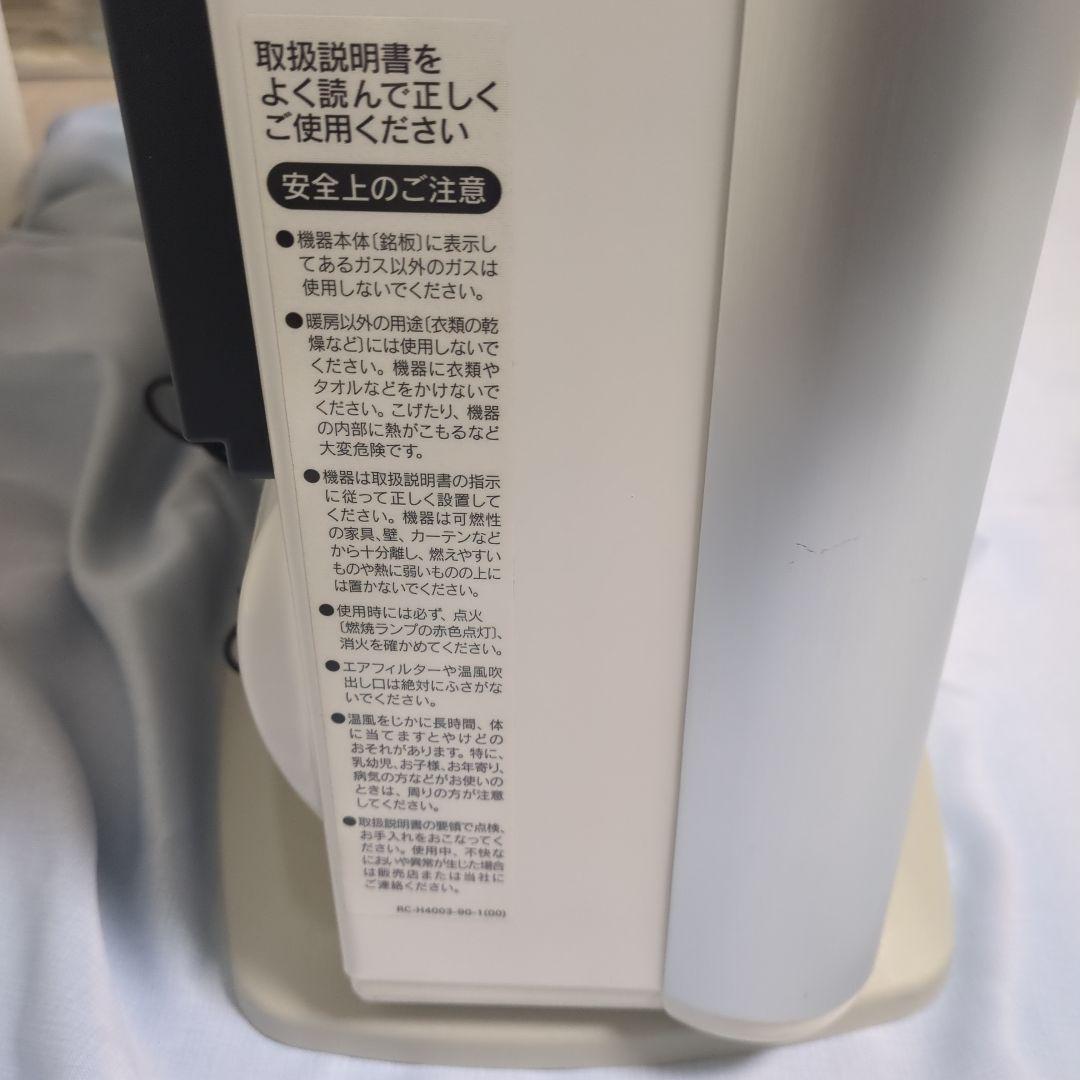 取扱説明書を
よく読んで正しく
ご使用ください
安全上のご注意
●機器本体〔銘板〕に表示し
てあるガス以外のガスは
使用しないでください。
●暖房以外の用途〔衣類の乾
燥など〕には使用しないで
ください。機器に衣類や
タオルなどをかけないで
ください。こげたり、機器
の内部に熱がこもるなど
大変危険です。
●機器は取扱説明書の指示
に従って正しく設置して
ください。機器は可燃性
の家具、壁、カーテンなど
から十分離し、燃えやすい
ものや熱に弱いものの上に
は置かないでください。
●使用時には必ず、点火
〔燃焼ランプの赤色点灯〕、
消火を確かめてください。
●エアフィルターや温風吹
出し口は絶対にふさがな
いでください。
●温風をじかに長時間、体
に当てますとやけどの
おそれがあります。特に、
乳幼児、お子様、お年寄り、
病気の方などがお使いの
ときは、周りの方が注意
してください。
●取扱説明書の要領で点検、
お手入れをおこなってく
ださい。使用中、不快な
においや異常が生じた場合
は販売店または当社に
ご連絡ください。
RC-H4003-90-1(00)